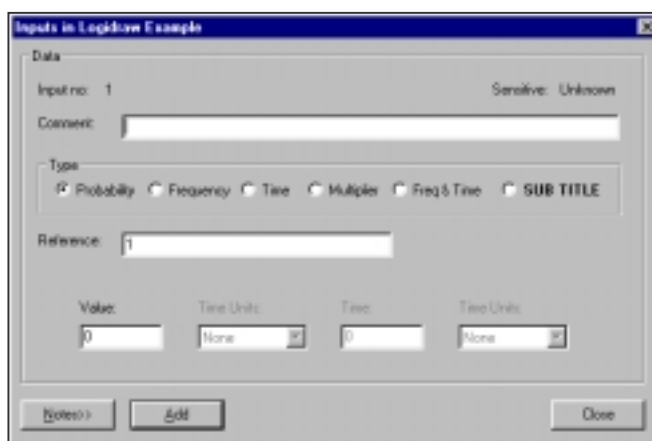 Inputs in Logidraw Example
Data
Input no: 1 Sensitive: Unknown
Comment:
Type
Probability Frequency Time Multiplier Freq & Time SUB TITLE
Reference: 1
Value: Time Units: Time: Time Units:
0 None 0 None
Notes>> Add Close